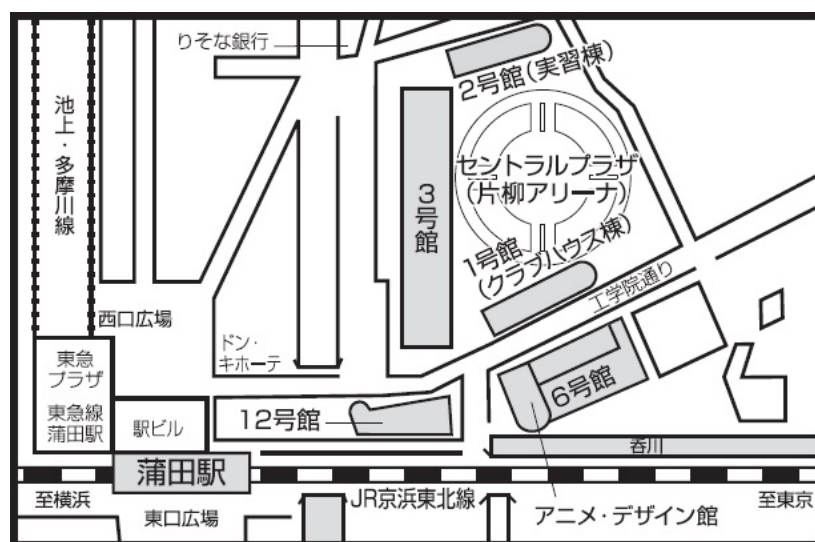 りそな銀行
2号館(実習棟)
池上・多摩川線
セントラルプラザ
(片柳アリーナ)
3号館
1号館
(クラブハウス棟)
工学院通り
西口広場
ドン・
キホーテ
東急
プラザ
東急線
蒲田駅
駅ビル
12号館
6号館
呑川
蒲田駅
至横浜
JR京浜東北線
至東京
東口広場
アニメ・デザイン館